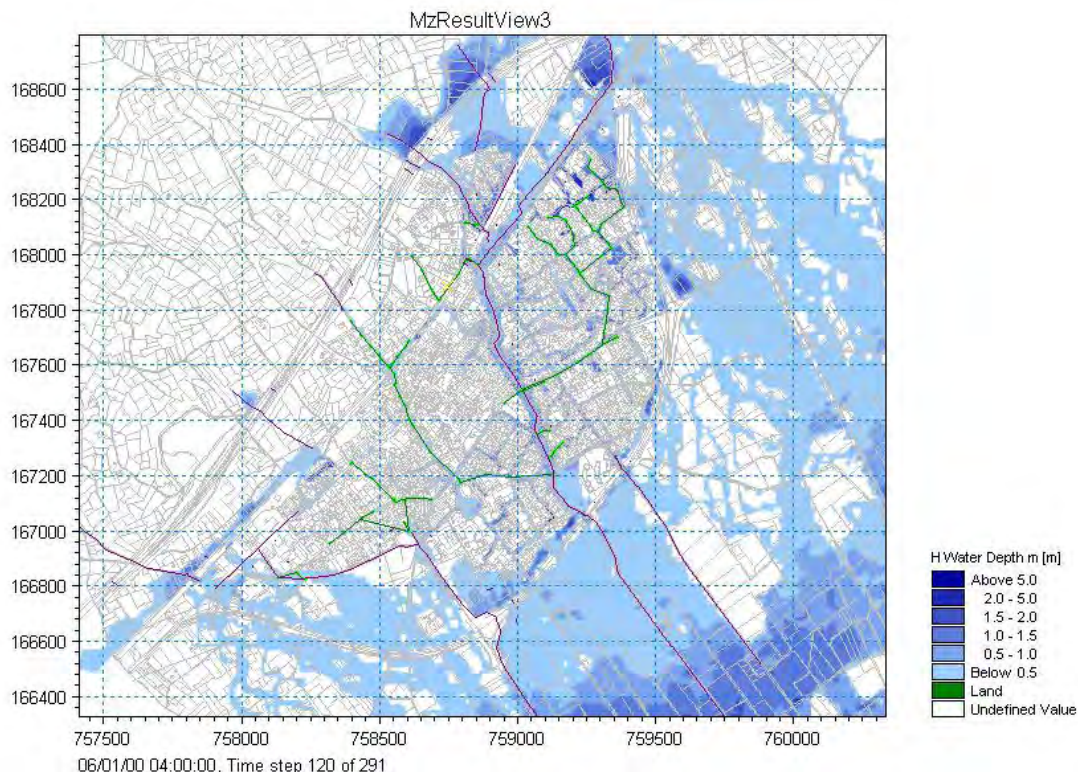 MzResultView3
168600
168400
168200
168000
167800
167600
167400
167200
167000
166800
166600
166400
757500 758000 758500 759000 759500 760000
06/01/00 04:00:00, Time step 120 of 291
H Water Depth m [m]
Above 5.0
2.0 - 5.0
1.5 - 2.0
1.0 - 1.5
0.5 - 1.0
Below 0.5
Land
Undefined Value